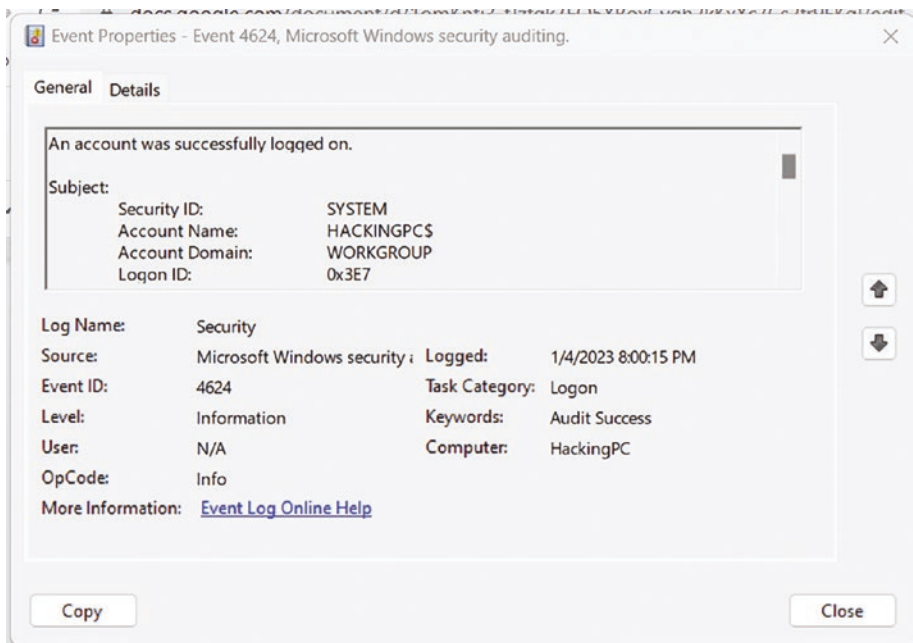 Event Properties - Event 4624, Microsoft Windows security auditing.
General Details
An account was successfully logged on.
Subject:
Security ID: SYSTEM
Account Name: HACKINGPC$
Account Domain: WORKGROUP
Logon ID: 0x3E7
Log Name: Security
Source: Microsoft Windows security Logged: 1/4/2023 8:00:15 PM
Event ID: 4624 Task Category: Logon
Level: Information Keywords: Audit Success
User: N/A Computer: HackingPC
OpCode: Info
More Information: Event Log Online Help
Copy Close